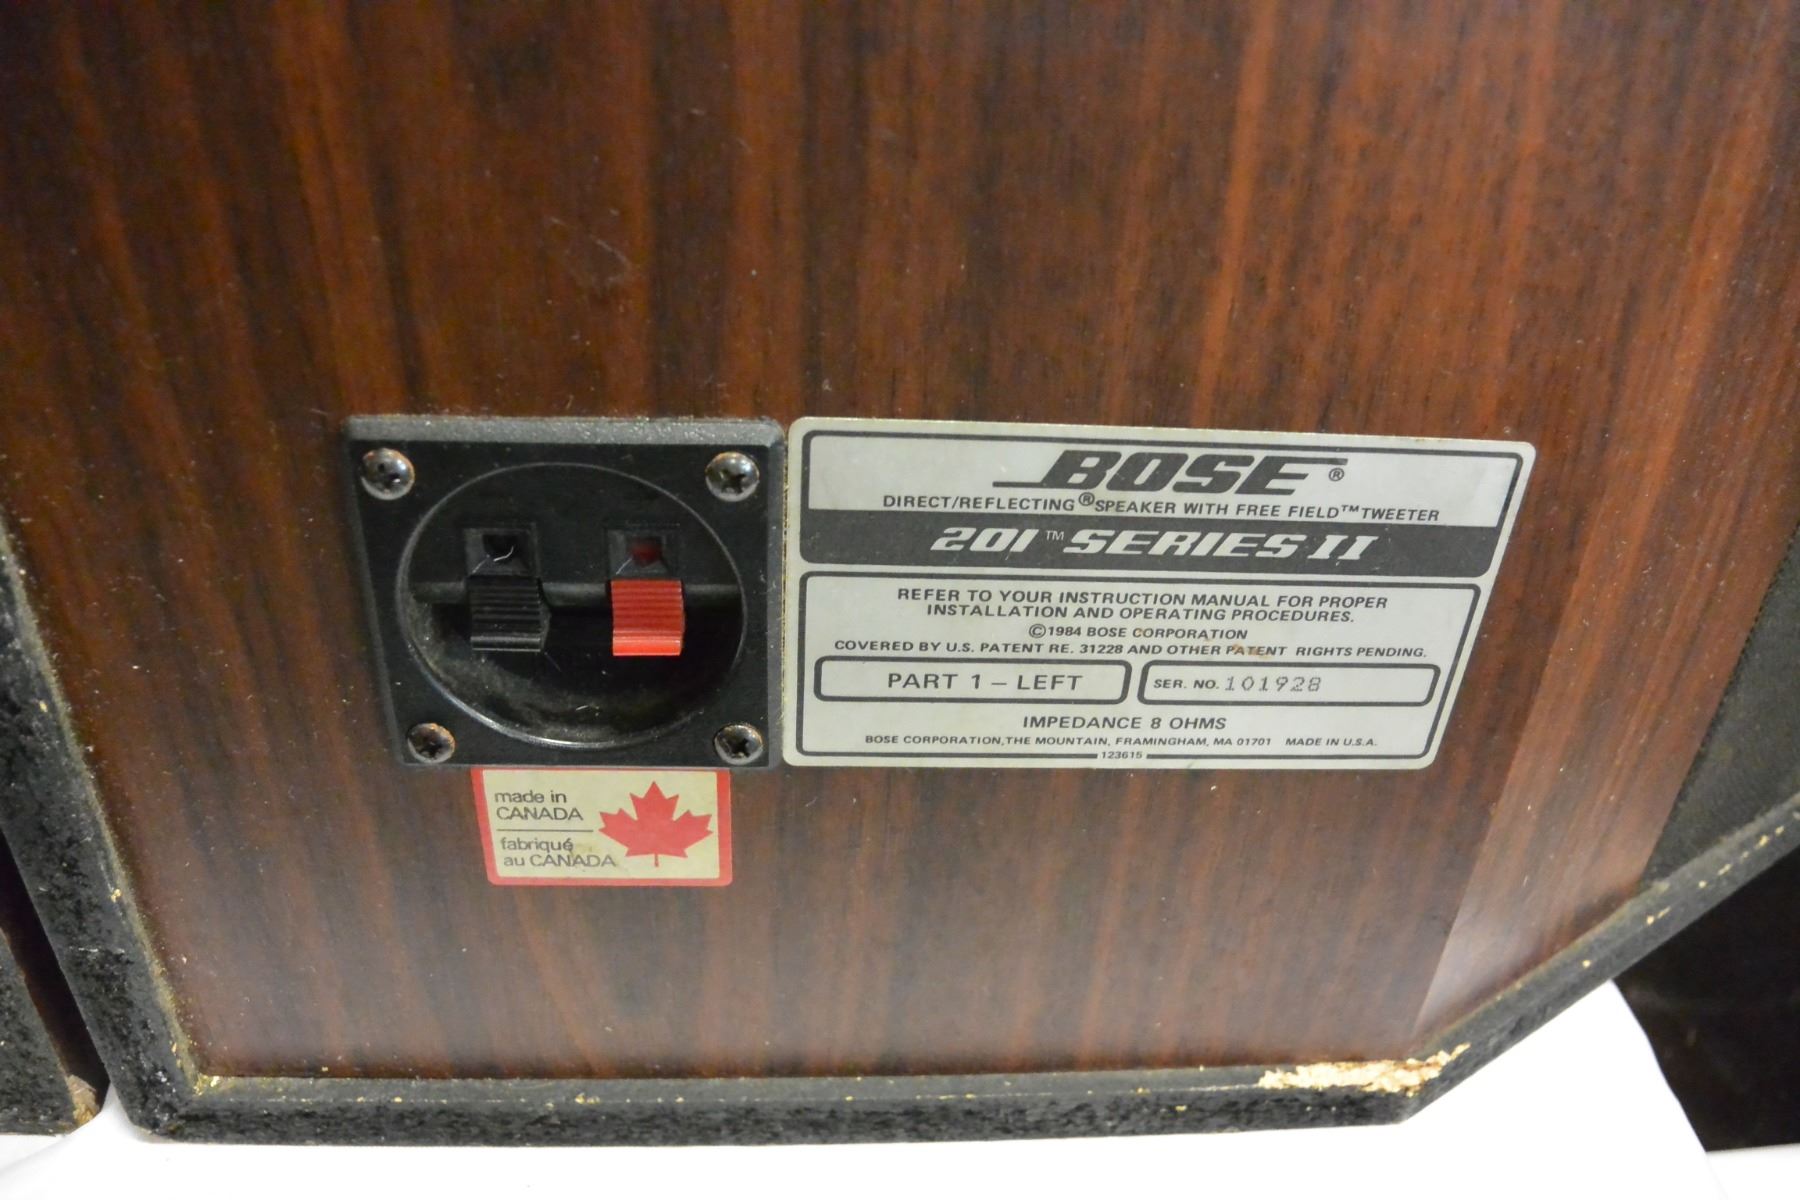 BOSE®
DIRECT/REFLECTING® SPEAKER WITH FREE FIELD™ TWEETER
201™ SERIES II
REFER TO YOUR INSTRUCTION MANUAL FOR PROPER
INSTALLATION AND OPERATING PROCEDURES.
©1984 BOSE CORPORATION
COVERED BY U.S. PATENT RE. 31228 AND OTHER PATENT RIGHTS PENDING.
PART 1 – LEFT
SER. NO. 101928
IMPEDANCE 8 OHMS
BOSE CORPORATION, THE MOUNTAIN, FRAMINGHAM, MA 01701 MADE IN U.S.A.
123615
made in
CANADA
fabriqué
au CANADA